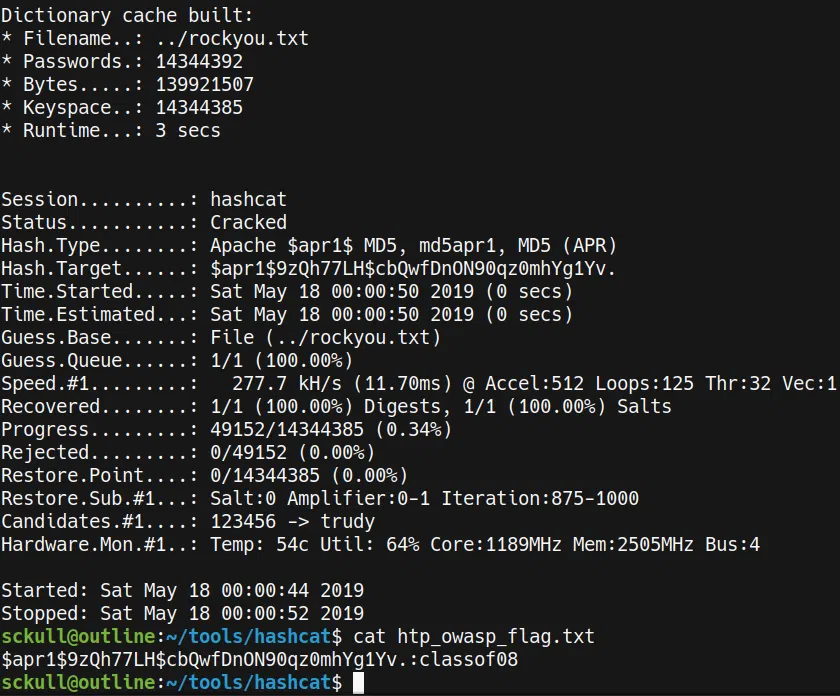 Dictionary cache built:
* Filename..: ../rockyou.txt
* Passwords.: 14344392
* Bytes.....: 139921507
* Keyspace..: 14344385
* Runtime...: 3 secs
Session..........: hashcat
Status...........: Cracked
Hash.Type........: Apache $apr1$ MD5, md5apr1, MD5 (APR)
Hash.Target......: $apr1$9zQh77LH$cbQwfDnON90qz0mhYg1Yv.
Time.Started.....: Sat May 18 00:00:50 2019 (0 secs)
Time.Estimated...: Sat May 18 00:00:50 2019 (0 secs)
Guess.Base.......: File (../rockyou.txt)
Guess.Queue......: 1/1 (100.00%)
Speed.#1.........:   277.7 kH/s (11.70ms) @ Accel:512 Loops:125 Thr:32 Vec:1
Recovered........: 1/1 (100.00%) Digests, 1/1 (100.00%) Salts
Progress.........: 49152/14344385 (0.34%)
Rejected.........: 0/49152 (0.00%)
Restore.Point....: 0/14344385 (0.00%)
Restore.Sub.#1...: Salt:0 Amplifier:0-1 Iteration:875-1000
Candidates.#1....: 123456 -> trudy
Hardware.Mon.#1..: Temp: 54c Util: 64% Core:1189MHz Mem:2505MHz Bus:4
Started: Sat May 18 00:00:44 2019
Stopped: Sat May 18 00:00:52 2019
sckull@outline:~/tools/hashcat$ cat htp_owasp_flag.txt
$apr1$9zQh77LH$cbQwfDnON90qz0mhYg1Yv.:classof08
sckull@outline:~/tools/hashcat$